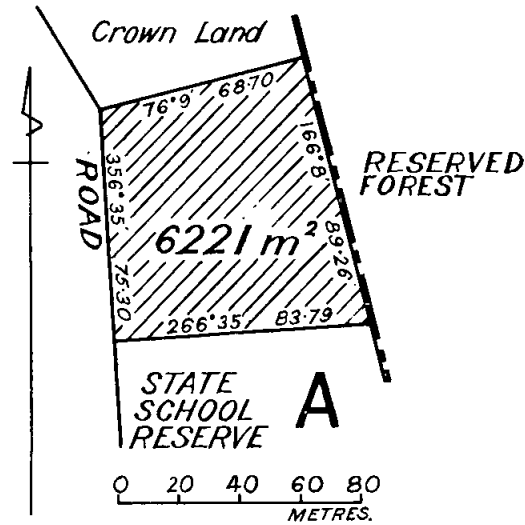 Crown Land
76°9' 68·70
166°8' 89·26
RESERVED
FOREST
ROAD
356°35' 75·30
6221 m²
266°35' 83·79
STATE
SCHOOL
RESERVE
A
0 20 40 60 80
METRES.